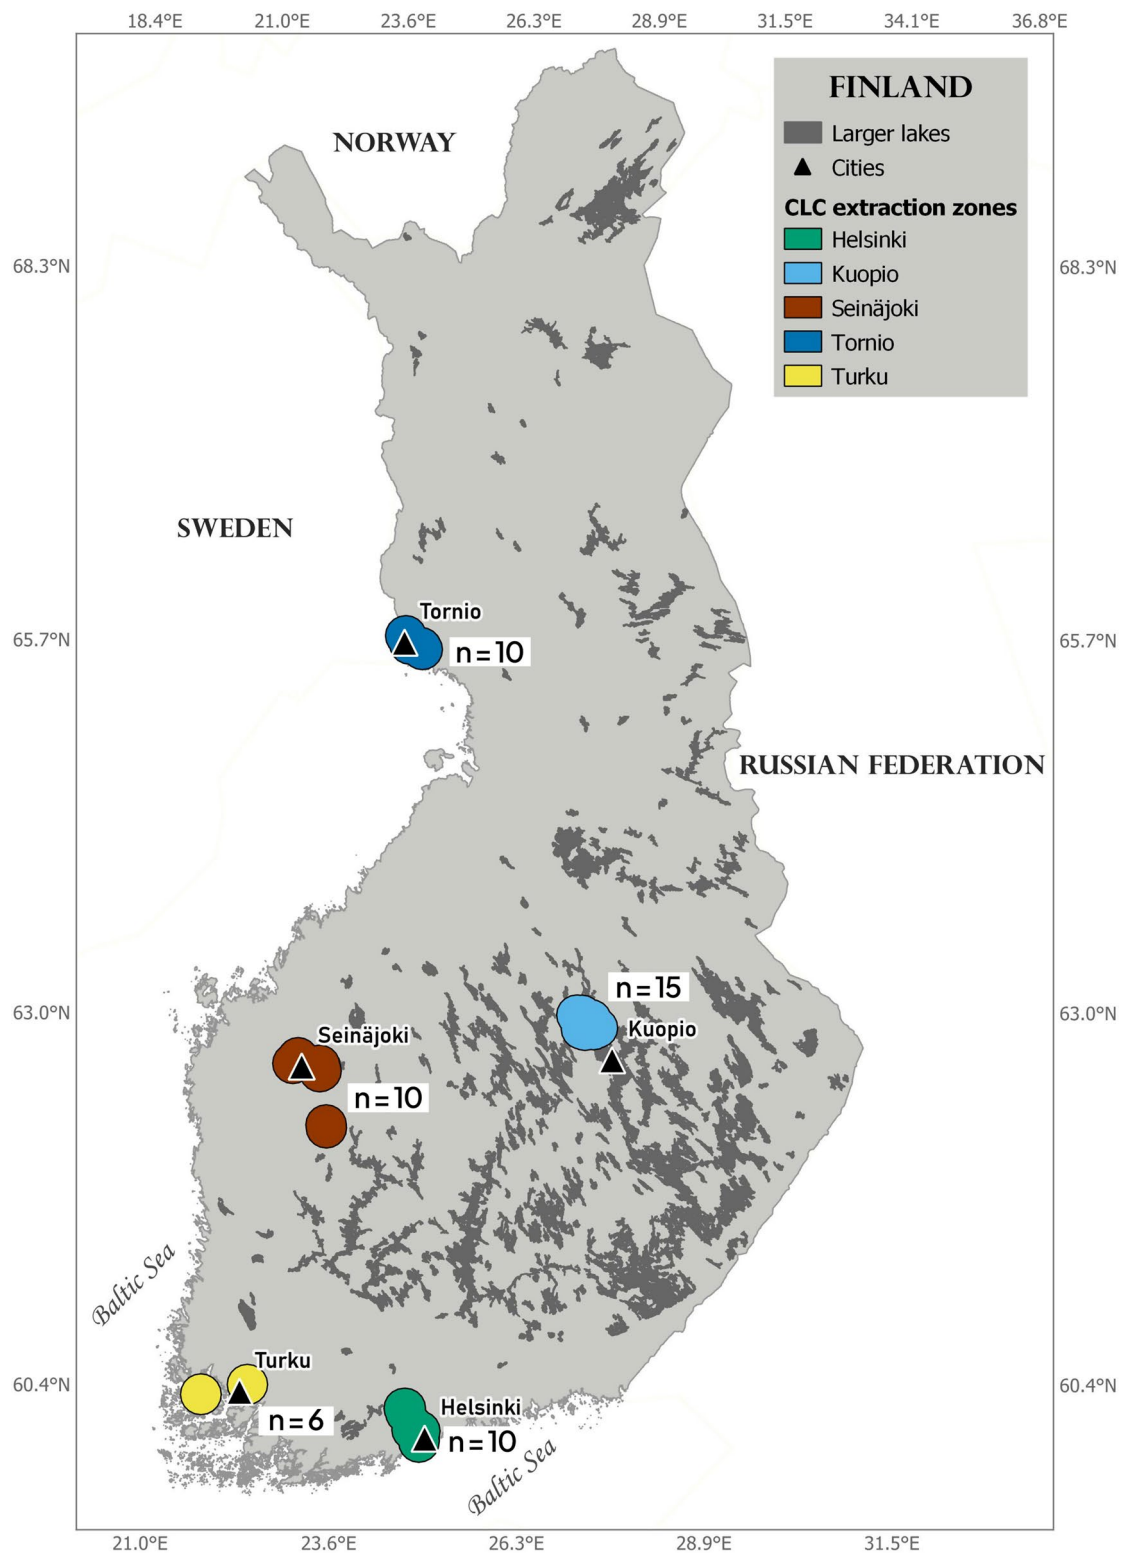 18.4°E 21.0°E 23.6°E 26.3°E 28.9°E 31.5°E 34.1°E 36.8°E
FINLAND
Larger lakes
Cities
CLC extraction zones
Helsinki
Kuopio
Seinäjoki
Tornio
Turku
NORWAY
68.3°N 68.3°N
SWEDEN
Tornio
65.7°N 65.7°N
n=10
RUSSIAN FEDERATION
n=15
63.0°N 63.0°N
Kuopio
Seinäjoki
n=10
Baltic Sea
Turku
60.4°N 60.4°N
Helsinki
n=6
n=10
Baltic Sea
21.0°E 23.6°E 26.3°E 28.9°E 31.5°E